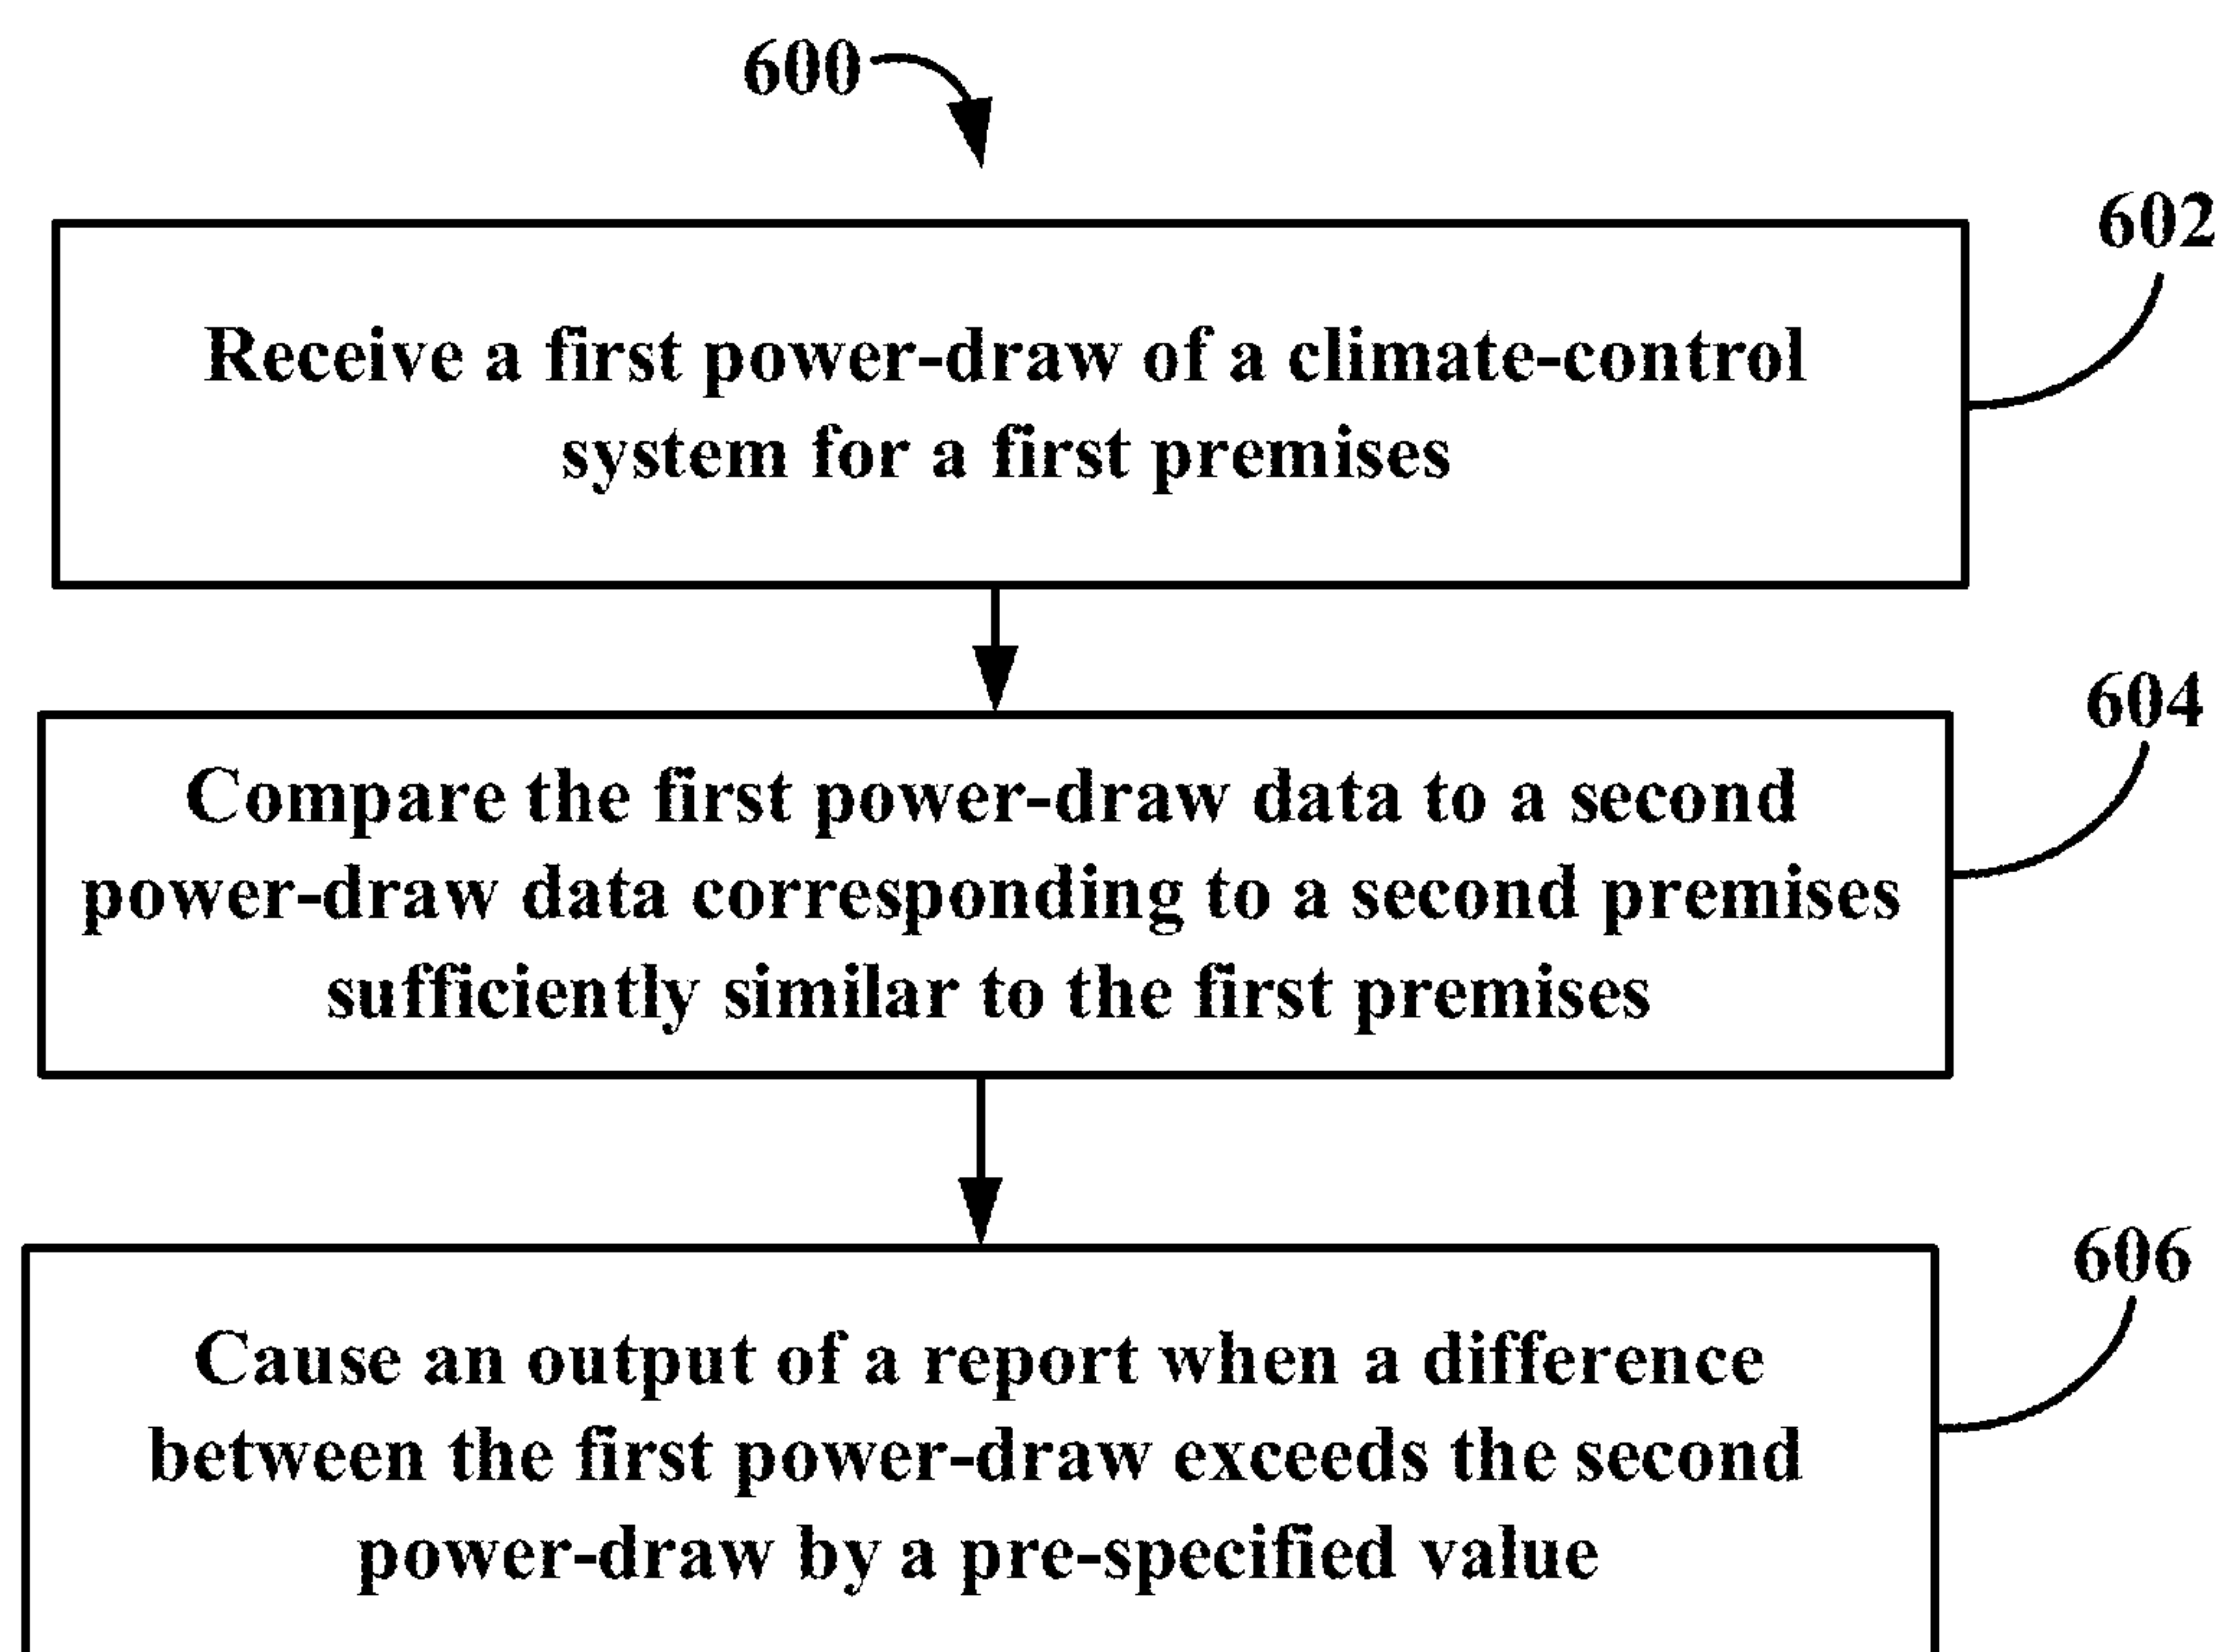 600
602
Receive a first power-draw of a climate-control
system for a first premises
604
Compare the first power-draw data to a second
power-draw data corresponding to a second premises
sufficiently similar to the first premises
606
Cause an output of a report when a difference
between the first power-draw exceeds the second
power-draw by a pre-specified value